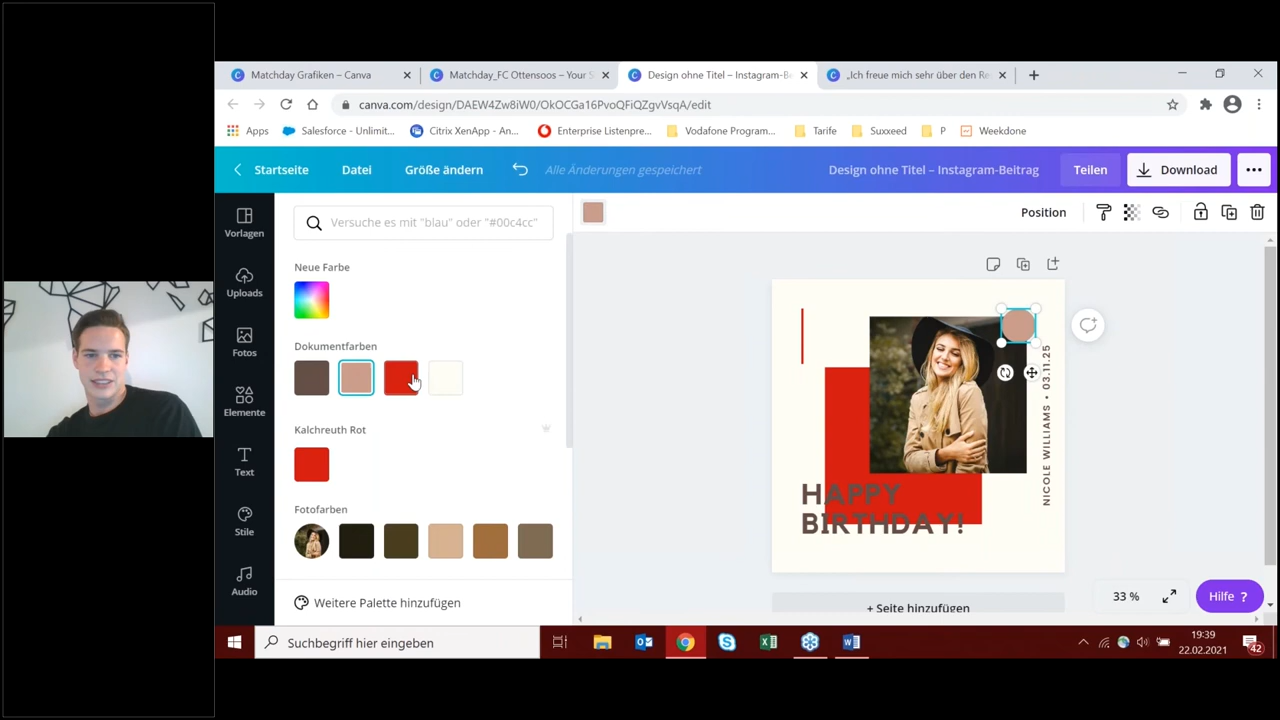 Matchday Grafiken – Canva
Matchday_FC Ottensoos – Your S
Design ohne Titel – Instagram-Be
„Ich freue mich sehr über den Re
canva.com/design/DAEW4Zw8iW0/OkOCGa16PvoQFiQZgvVsqA/edit
Apps
Salesforce - Unlimit...
Citrix XenApp - An...
Enterprise Listenpre...
Vodafone Program...
Tarife
Suxxeed
P
Weekdone
Startseite
Datei
Größe ändern
Alle Änderungen gespeichert
Design ohne Titel – Instagram-Beitrag
Teilen
Download
Vorlagen
Uploads
Fotos
Elemente
Text
Stile
Audio
Versuche es mit "blau" oder "#00c4cc"
Neue Farbe
Dokumentfarben
Kalchreuth Rot
Fotofarben
Weitere Palette hinzufügen
Position
NICOLE WILLIAMS • 03.11.25
HAPPY
BIRTHDAY!
+ Seite hinzufügen
33 %
Hilfe ?
Suchbegriff hier eingeben
19:39
22.02.2021
42